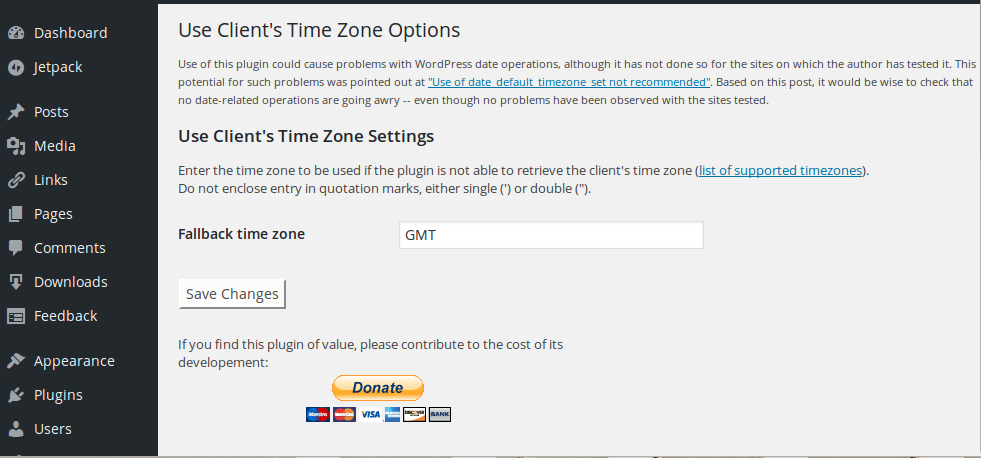 Dashboard
Jetpack
Posts
Media
Links
Pages
Comments
Downloads
Feedback
Appearance
Plugins
Users
Use Client's Time Zone Options
Use of this plugin could cause problems with WordPress date operations, although it has not done so for the sites on which the author has tested it. This
potential for such problems was pointed out at "Use of date_default_timezone_set not recommended". Based on this post, it would be wise to check that
no date-related operations are going awry -- even though no problems have been observed with the sites tested.
Use Client's Time Zone Settings
Enter the time zone to be used if the plugin is not able to retrieve the client's time zone (list of supported timezones).
Do not enclose entry in quotation marks, either single (') or double (").
Fallback time zone
GMT
Save Changes
If you find this plugin of value, please contribute to the cost of its
developement:
Donate
Maestro
MasterCard
VISA
DISCOVER
BANK